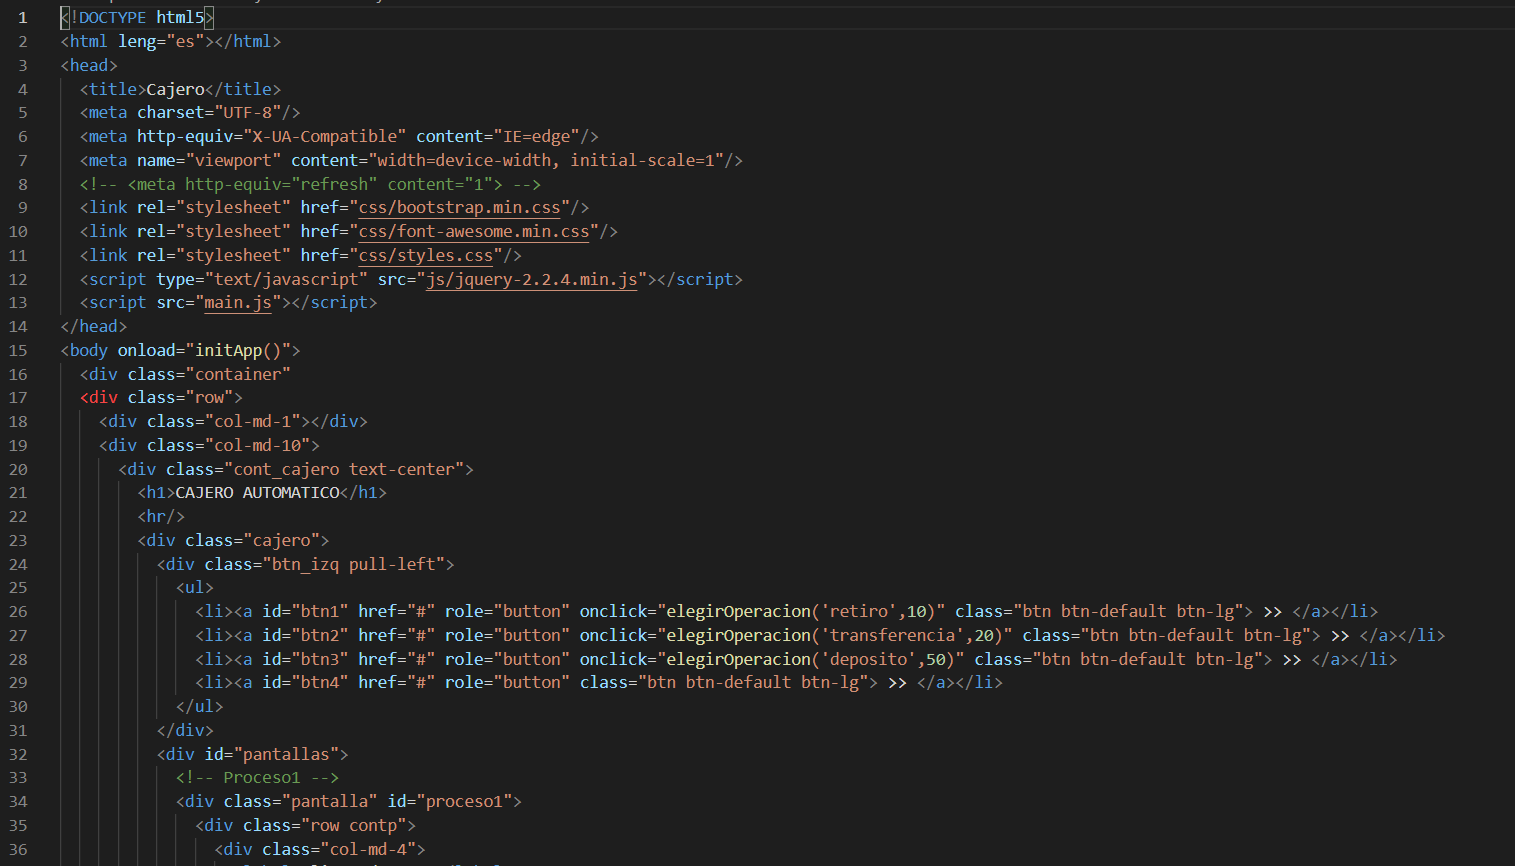 1 <!DOCTYPE html5>
2 <html leng="es"></html>
3 <head>
4 <title>Cajero</title>
5 <meta charset="UTF-8"/>
6 <meta http-equiv="X-UA-Compatible" content="IE=edge"/>
7 <meta name="viewport" content="width=device-width, initial-scale=1"/>
8 <!-- <meta http-equiv="refresh" content="1"> -->
9 <link rel="stylesheet" href="css/bootstrap.min.css"/>
10 <link rel="stylesheet" href="css/font-awesome.min.css"/>
11 <link rel="stylesheet" href="css/styles.css"/>
12 <script type="text/javascript" src="js/jquery-2.2.4.min.js"></script>
13 <script src="main.js"></script>
14 </head>
15 <body onload="initApp()">
16 <div class="container"
17 <div class="row">
18 <div class="col-md-1"></div>
19 <div class="col-md-10">
20 <div class="cont_cajero text-center">
21 <h1>CAJERO AUTOMATICO</h1>
22 <hr/>
23 <div class="cajero">
24 <div class="btn_izq pull-left">
25 <ul>
26 <li><a id="btn1" href="#" role="button" onclick="elegirOperacion('retiro',10)" class="btn btn-default btn-lg"> >> </a></li>
27 <li><a id="btn2" href="#" role="button" onclick="elegirOperacion('transferencia',20)" class="btn btn-default btn-lg"> >> </a></li>
28 <li><a id="btn3" href="#" role="button" onclick="elegirOperacion('deposito',50)" class="btn btn-default btn-lg"> >> </a></li>
29 <li><a id="btn4" href="#" role="button" class="btn btn-default btn-lg"> >> </a></li>
30 </ul>
31 </div>
32 <div id="pantallas">
33 <!-- Proceso1 -->
34 <div class="pantalla" id="proceso1">
35 <div class="row contp">
36 <div class="col-md-4">